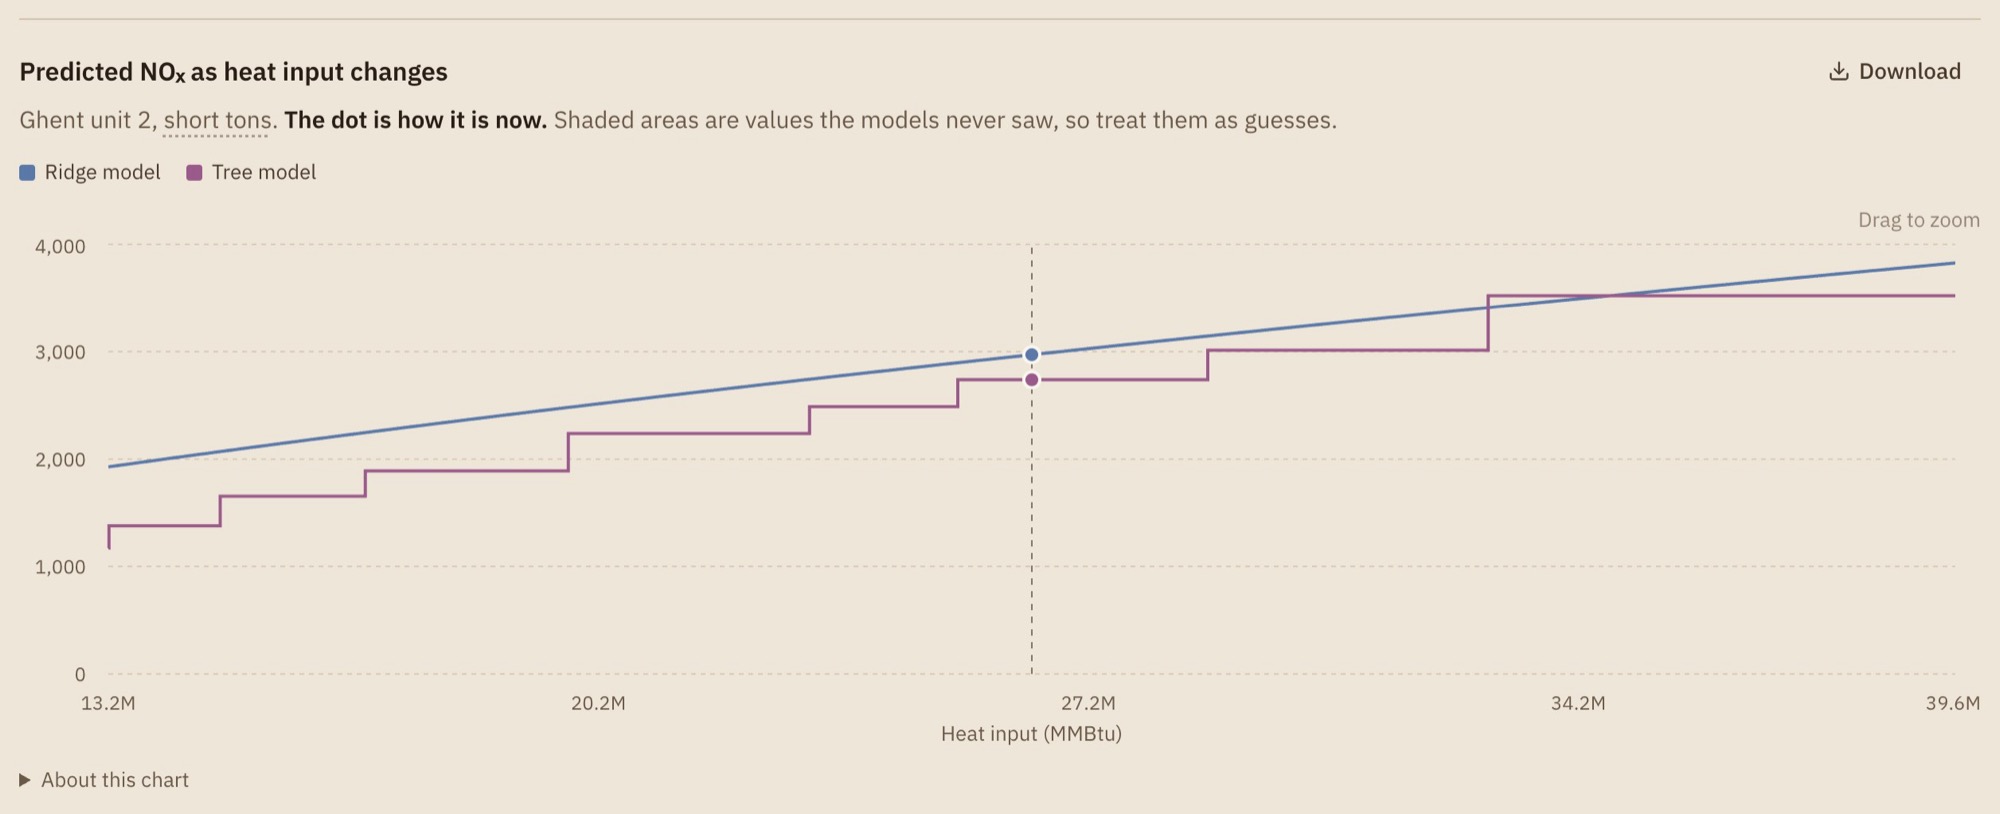 Predicted NOₓ as heat input changes
Download
Ghent unit 2, short tons. The dot is how it is now. Shaded areas are values the models never saw, so treat them as guesses.
Ridge model Tree model
Drag to zoom
4,000
3,000
2,000
1,000
0
13.2M 20.2M 27.2M 34.2M 39.6M
Heat input (MMBtu)
About this chart